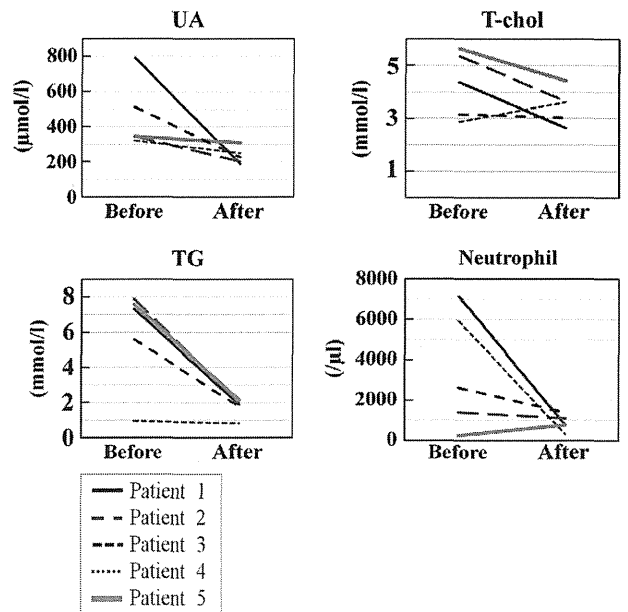 UA
800
600
400
200
0
(μmol/l)
Before After
T-chol
5
3
1
(mmol/l)
Before After
TG
8
6
4
2
0
(mmol/l)
Before After
Neutrophil
8000
6000
4000
2000
0
(/μl)
Before After
Patient 1
Patient 2
Patient 3
Patient 4
Patient 5